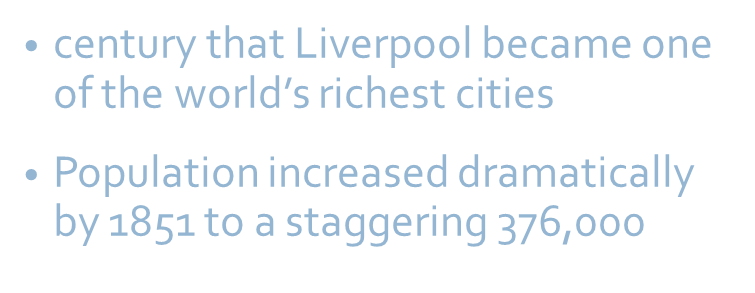 • century that Liverpool became one
of the world’s richest cities
• Population increased dramatically
by 1851 to a staggering 376,000